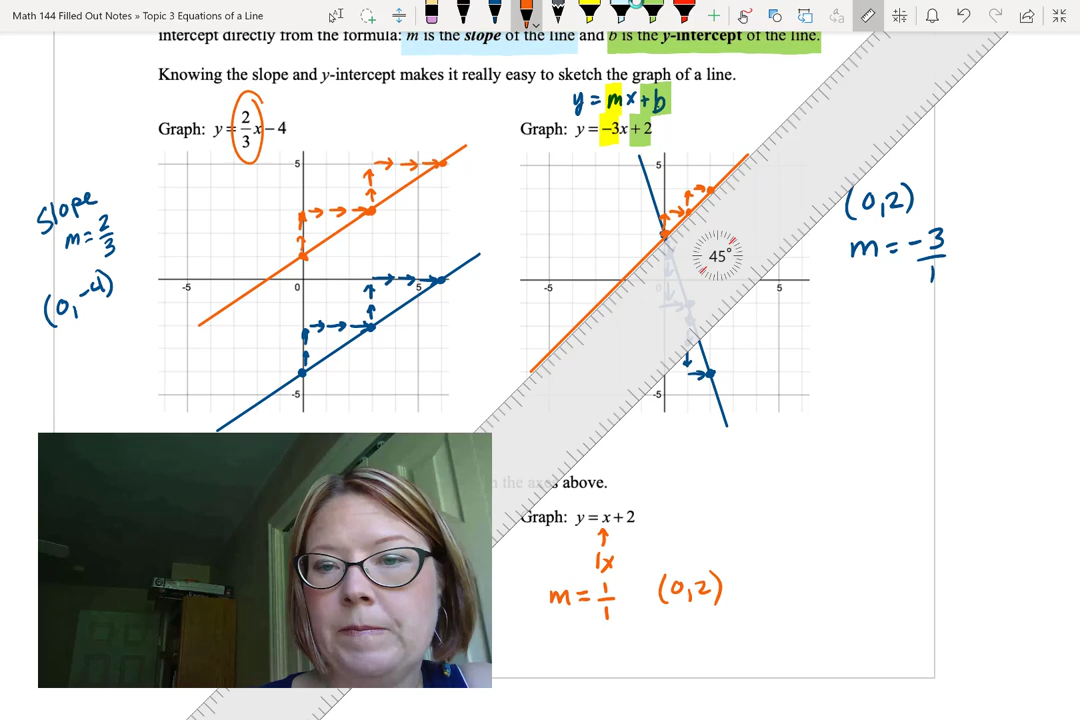 Math 144 Filled Out Notes » Topic 3 Equations of a Line
intercept directly from the formula: m is the slope of the line and b is the y-intercept of the line.
Knowing the slope and y-intercept makes it really easy to sketch the graph of a line.
y = mx+b
Graph: y = 2/3 x − 4
Graph: y = −3x + 2
5
-5
0
5
-5
5
-5
0
5
-5
45°
Slope
m = 2/3
(0,-4)
(0,2)
m = -3/1
the axes above.
Graph: y = x + 2
1x
m = 1/1 (0,2)